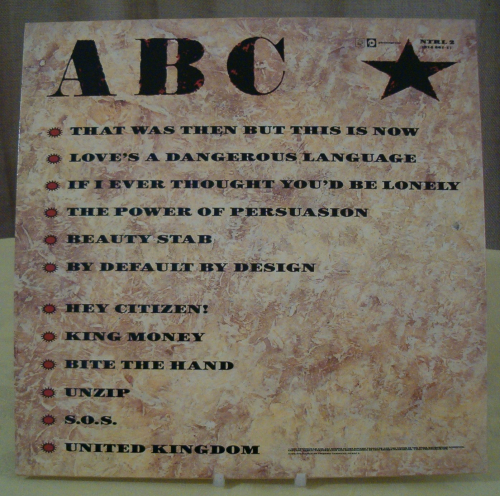 ABC
NTRL 2
THAT WAS THEN BUT THIS IS NOW
LOVE'S A DANGEROUS LANGUAGE
IF I EVER THOUGHT YOU'D BE LONELY
THE POWER OF PERSUASION
BEAUTY STAB
BY DEFAULT BY DESIGN
HEY CITIZEN!
KING MONEY
BITE THE HAND
UNZIP
S.O.S.
UNITED KINGDOM